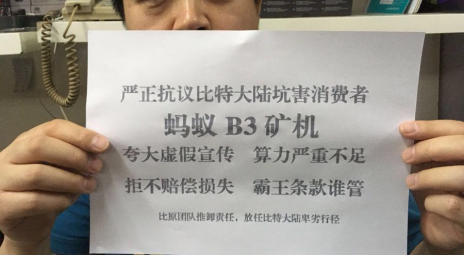 严正抗议比特大陆坑害消费者
蚂蚁 B3 矿机
夸大虚假宣传 算力严重不足
拒不赔偿损失 霸王条款谁管
比原团队推卸责任，放任比特大陆卑劣行径